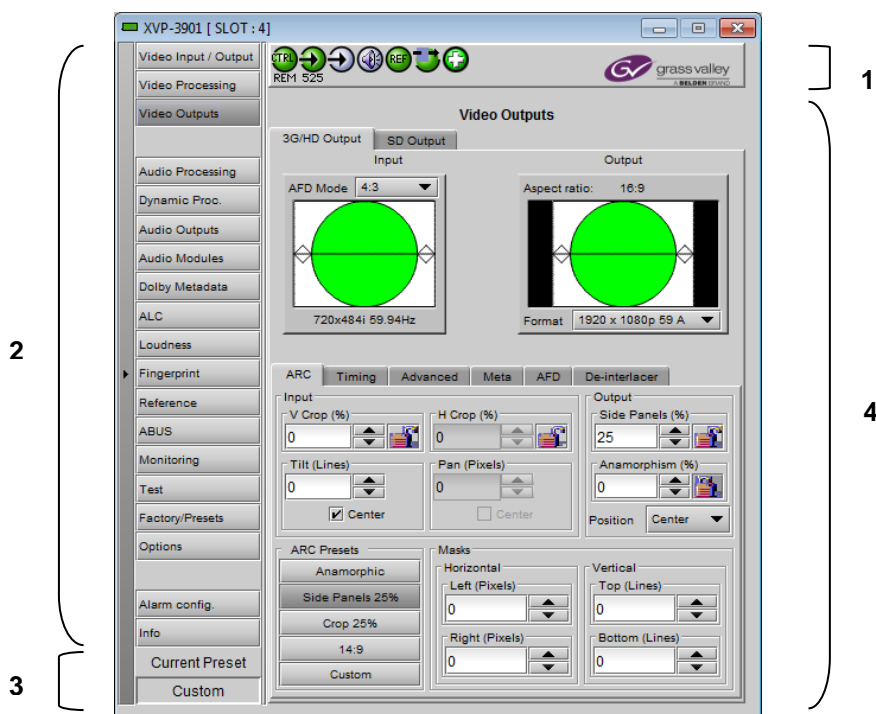 XVP-3901 [ SLOT : 4]
CTRL REF
REM 525
GV grass valley
A BELDEN BRAND
1
2
3
4
Video Input / Output
Video Processing
Video Outputs
Audio Processing
Dynamic Proc.
Audio Outputs
Audio Modules
Dolby Metadata
ALC
Loudness
Fingerprint
Reference
ABUS
Monitoring
Test
Factory/Presets
Options
Alarm config.
Info
Current Preset
Custom
Video Outputs
3G/HD Output SD Output
Input Output
AFD Mode 4:3 Aspect ratio: 16:9
720x484i 59.94Hz Format 1920 x 1080p 59 A
ARC Timing Advanced Meta AFD De-interlacer
Input Output
V Crop (%) H Crop (%) Side Panels (%)
0 0 25
Tilt (Lines) Pan (Pixels) Anamorphism (%)
0 0 0
Center Center Position Center
ARC Presets
Anamorphic
Side Panels 25%
Crop 25%
14:9
Custom
Masks
Horizontal Vertical
Left (Pixels) Top (Lines)
0 0
Right (Pixels) Bottom (Lines)
0 0